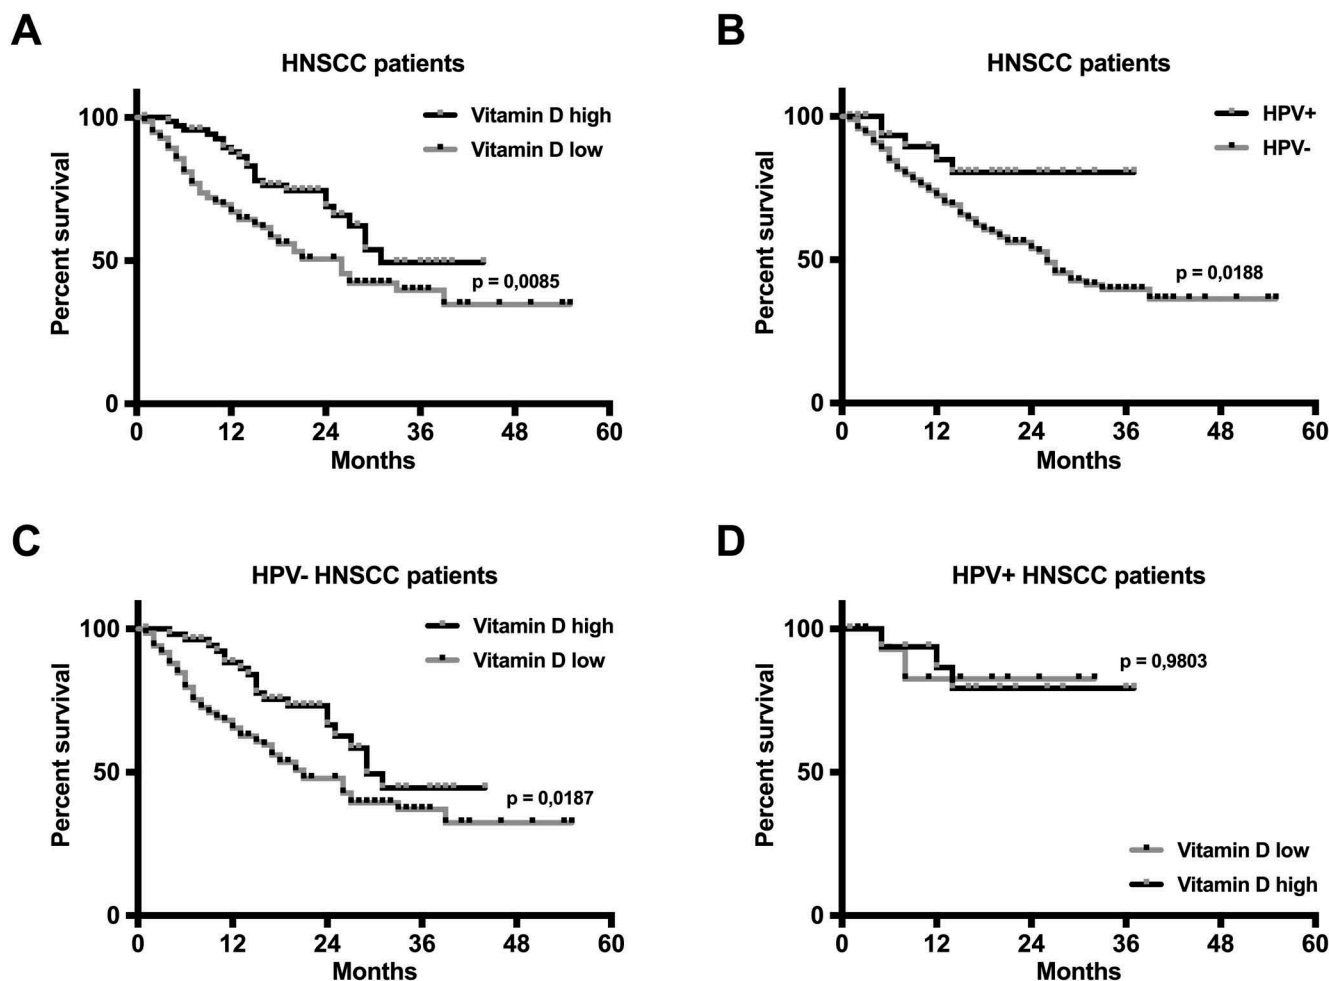 A
HNSCC patients
Percent survival
100
50
0
Vitamin D high
Vitamin D low
p = 0,0085
0 12 24 36 48 60
Months
B
HNSCC patients
Percent survival
100
50
0
HPV+
HPV-
p = 0,0188
0 12 24 36 48 60
Months
C
HPV- HNSCC patients
Percent survival
100
50
0
Vitamin D high
Vitamin D low
p = 0,0187
0 12 24 36 48 60
Months
D
HPV+ HNSCC patients
Percent survival
100
50
0
p = 0,9803
Vitamin D low
Vitamin D high
0 12 24 36 48 60
Months